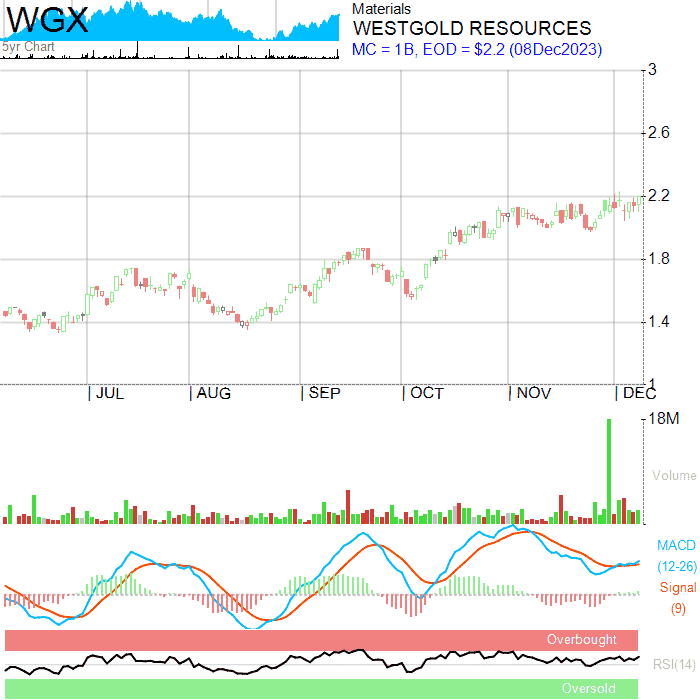 WGX
5yr Chart
Materials
WESTGOLD RESOURCES
MC = 1B, EOD = $2.2 (08Dec2023)
3
2.6
2.2
1.8
1.4
1
JUL AUG SEP OCT NOV DEC
18M
Volume
MACD
(12-26)
Signal
(9)
Overbought
RSI(14)
Oversold